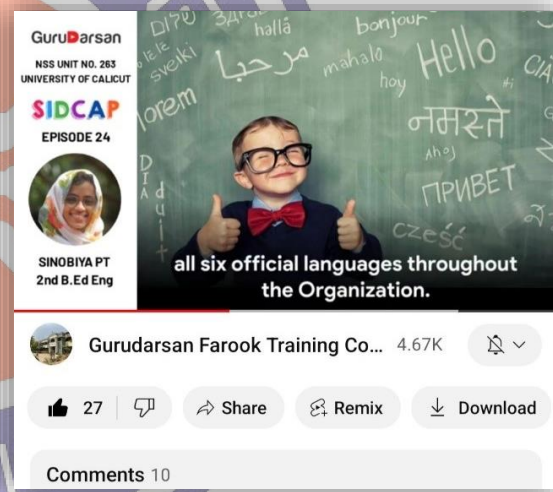 GuruDarsan
NSS UNIT NO. 263
UNIVERSITY OF CALICUT
SIDCAP
EPISODE 24
SINOBIYA PT
2nd B.Ed Eng
hallå
bonjour
sveiki
مرحبا
mahalo
hoy
Hello
lorem
नमस्ते
Ahoj
ПРИВЕТ
cześć
all six official languages throughout
the Organization.
Gurudarsan Farook Training Co... 4.67K
27
Share
Remix
Download
Comments 10